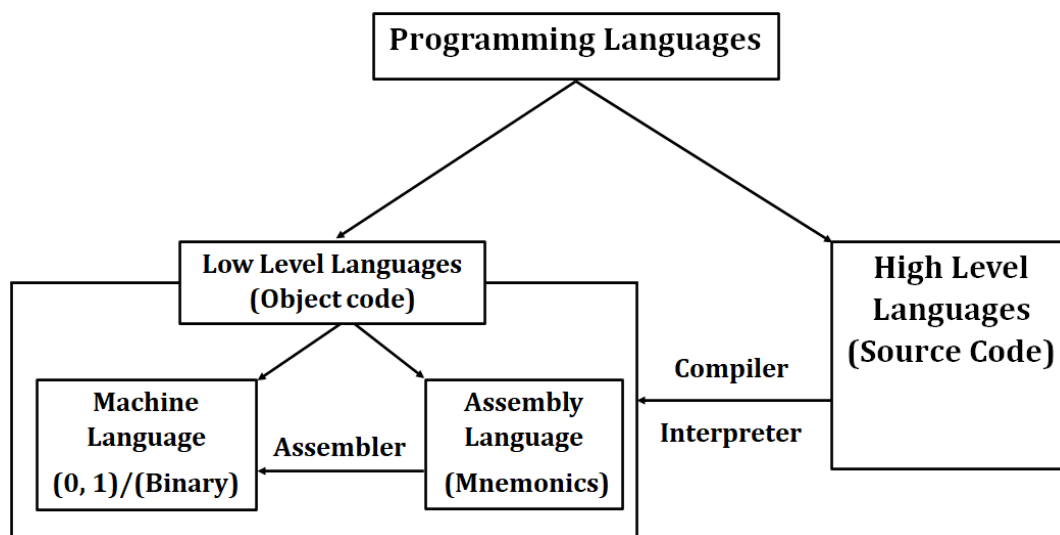 Programming Languages
Low Level Languages
(Object code)
High Level
Languages
(Source Code)
Compiler
Interpreter
Machine
Language
(0, 1)/(Binary)
Assembler
Assembly
Language
(Mnemonics)